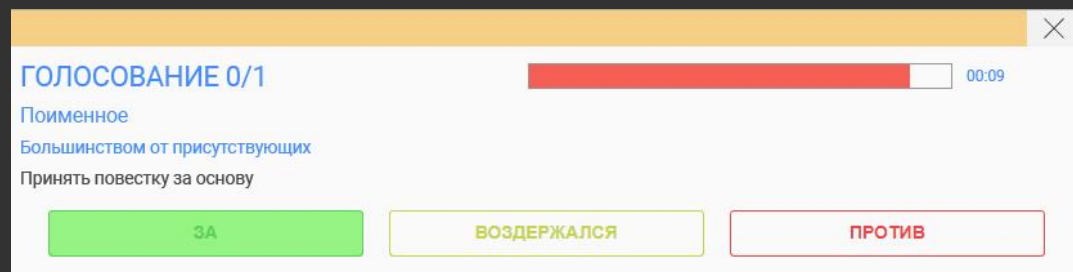 ГОЛОСОВАНИЕ 0/1
00:09
Поименное
Большинством от присутствующих
Принять повестку за основу
ЗА
ВОЗДЕРЖАЛСЯ
ПРОТИВ